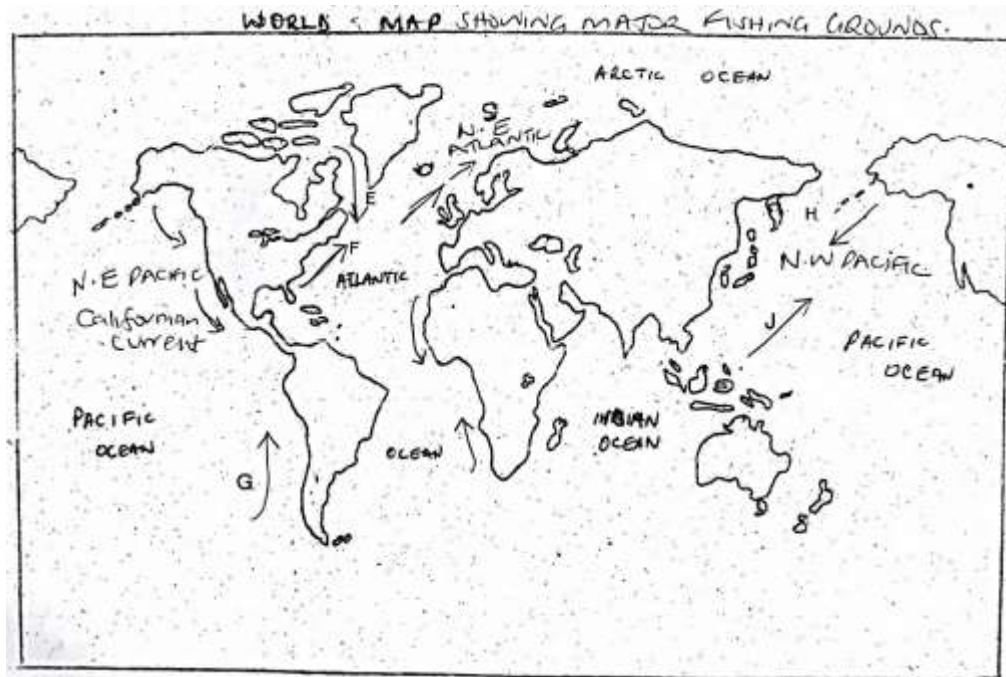 WORLD MAP SHOWING MAJOR FISHING GROUNDS.
ARCTIC OCEAN
S
N.E
ATLANTIC
E
H
F
N.E PACIFIC
ATLANTIC
N.W PACIFIC
Californian
current
J
PACIFIC
OCEAN
PACIFIC
OCEAN
OCEAN
INDIAN
OCEAN
G